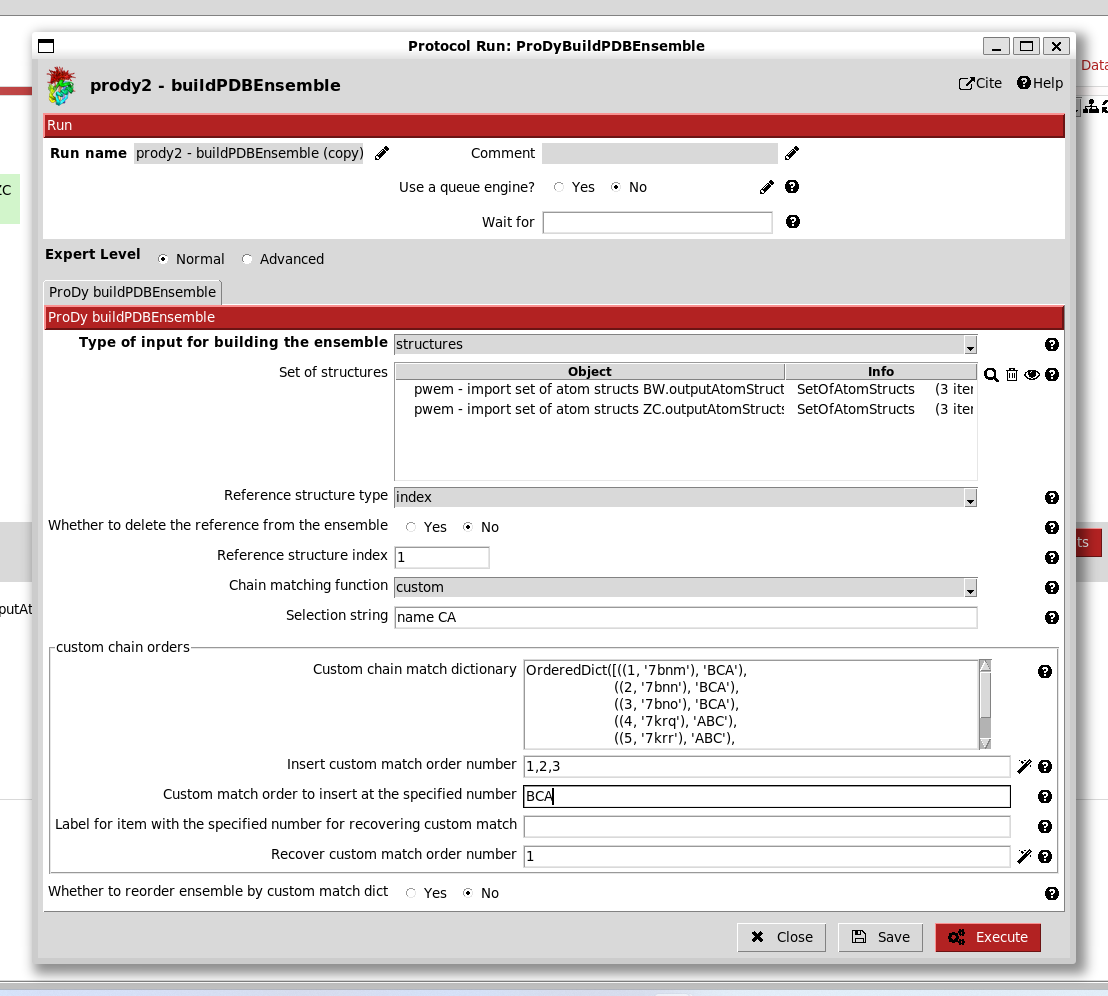 Protocol Run: ProDyBuildPDBEnsemble
Data
prody2 - buildPDBEnsemble
Cite
Help
Run
Run name prody2 - buildPDBEnsemble (copy) Comment
ZC
Use a queue engine? Yes No
Wait for
Expert Level Normal Advanced
ProDy buildPDBEnsemble
ProDy buildPDBEnsemble
Type of input for building the ensemble structures
Set of structures Object Info
pwem - import set of atom structs BW.outputAtomStruct SetOfAtomStructs (3 iter
pwem - import set of atom structs ZC.outputAtomStructs SetOfAtomStructs (3 iter
Reference structure type index
Whether to delete the reference from the ensemble Yes No
ts
Reference structure index 1
Chain matching function custom
putAt
Selection string name CA
custom chain orders
Custom chain match dictionary OrderedDict([((1, '7bnm'), 'BCA'),
((2, '7bnn'), 'BCA'),
((3, '7bno'), 'BCA'),
((4, '7krq'), 'ABC'),
((5, '7krr'), 'ABC'),
Insert custom match order number 1,2,3
Custom match order to insert at the specified number BCA
Label for item with the specified number for recovering custom match
Recover custom match order number 1
Whether to reorder ensemble by custom match dict Yes No
Close Save Execute